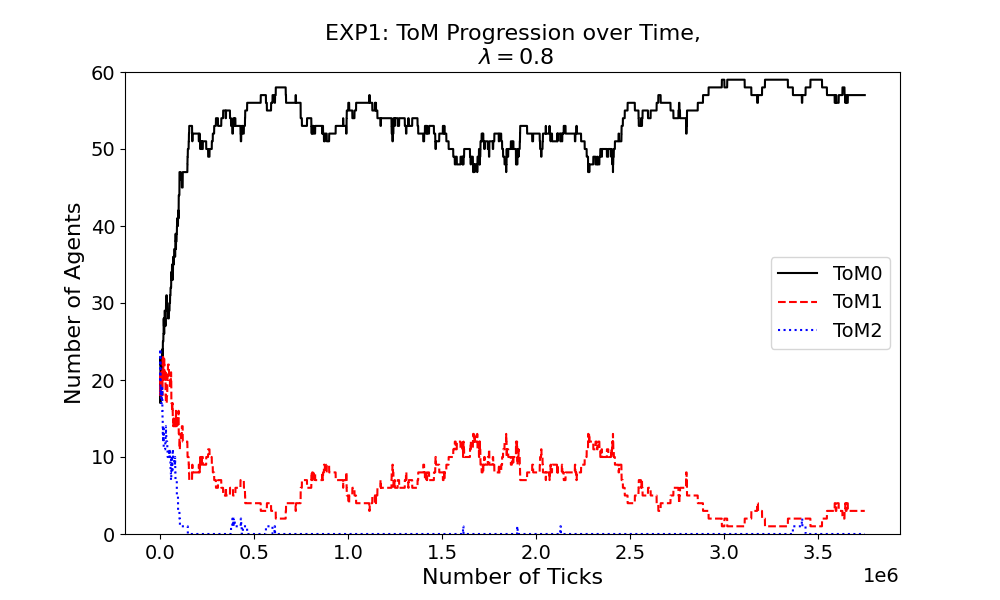 EXP1: ToM Progression over Time,
λ = 0.8
Number of Agents
60
50
40
30
20
10
0
ToM0
ToM1
ToM2
0.0 0.5 1.0 1.5 2.0 2.5 3.0 3.5
1e6
Number of Ticks